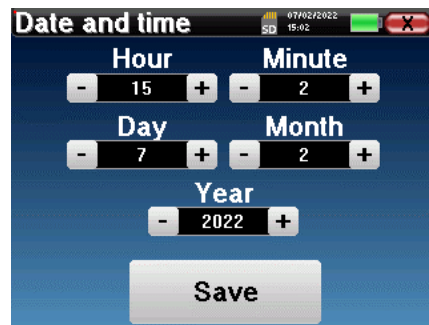 Date and time SD 07/02/2022
15:02 X
Hour Minute
- 15 + - 2 +
Day Month
- 7 + - 2 +
Year
- 2022 +
Save